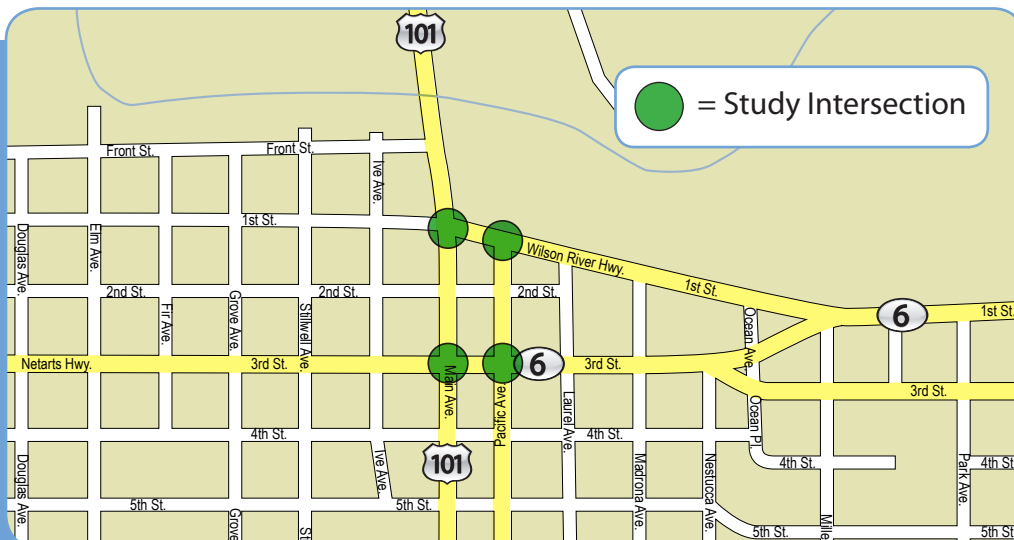 101
= Study Intersection
Front St.
Front St.
Ive Ave.
1st St.
Douglas Ave.
Elm Ave.
Wilson River Hwy.
1st St.
2nd St.
2nd St.
2nd St.
Fir Ave.
Grove Ave.
Stillwell Ave.
Ocean Ave.
6
1st St.
Netarts Hwy.
3rd St.
6
3rd St.
3rd St.
Main Ave.
Pacific Ave.
Laurel Ave.
Ocean Pl.
4th St.
4th St.
4th St.
4th St.
101
Douglas Ave.
Ive Ave.
Madrona Ave.
Nestucca Ave.
Park Ave.
5th St.
5th St.
5th St.
5th St.
Grove
St
Mille